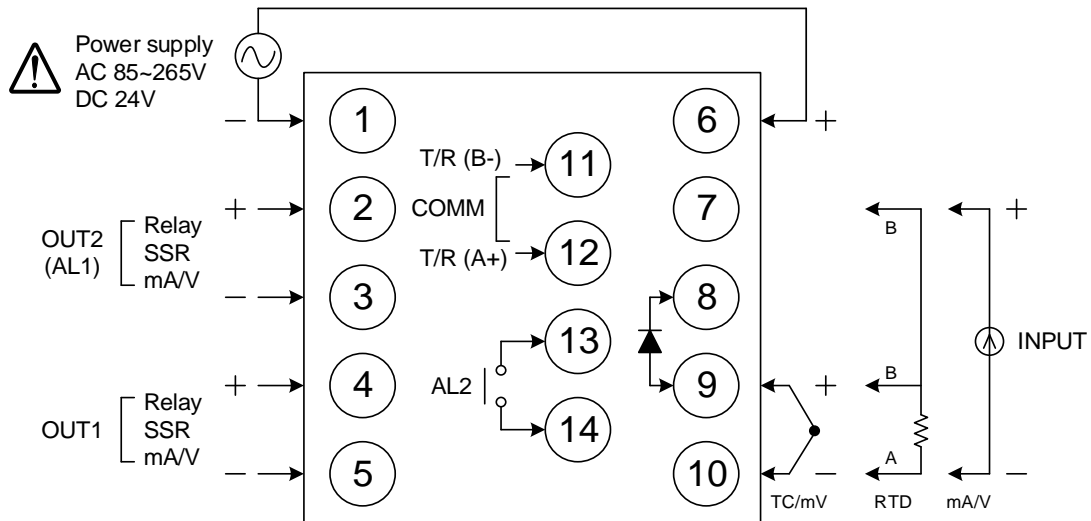 Power supply
AC 85~265V
DC 24V
− 1
6 +
T/R (B-) 11
+ 2
COMM
7
B
+
OUT2
(AL1)
Relay
SSR
mA/V
T/R (A+) 12
− 3
8
13
INPUT
+ 4
AL2
9 +
B
OUT1
Relay
SSR
mA/V
14
− 5
10 −
A
−
TC/mV
RTD
mA/V